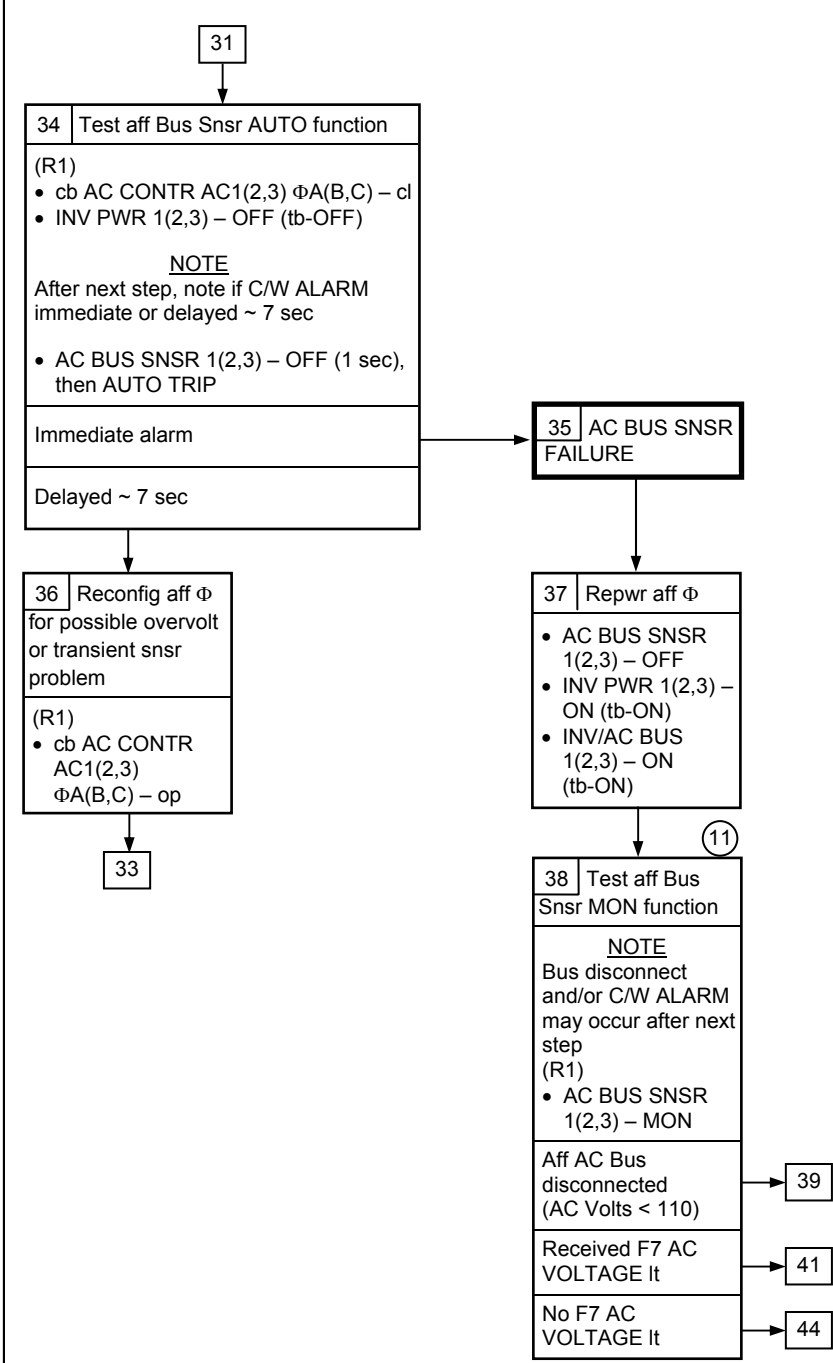 31
34 Test aff Bus Snsr AUTO function
(R1)
• cb AC CONTR AC1(2,3) ΦA(B,C) – cl
• INV PWR 1(2,3) – OFF (tb-OFF)
NOTE
After next step, note if C/W ALARM
immediate or delayed ~ 7 sec
• AC BUS SNSR 1(2,3) – OFF (1 sec),
then AUTO TRIP
Immediate alarm
Delayed ~ 7 sec
35 AC BUS SNSR
FAILURE
36 Reconfig aff Φ
for possible overvolt
or transient snsr
problem
(R1)
• cb AC CONTR
AC1(2,3)
ΦA(B,C) – op
33
37 Repwr aff Φ
• AC BUS SNSR
1(2,3) – OFF
• INV PWR 1(2,3) –
ON (tb-ON)
• INV/AC BUS
1(2,3) – ON
(tb-ON)
11
38 Test aff Bus
Snsr MON function
NOTE
Bus disconnect
and/or C/W ALARM
may occur after next
step
(R1)
• AC BUS SNSR
1(2,3) – MON
Aff AC Bus
disconnected
(AC Volts < 110)
39
Received F7 AC
VOLTAGE lt
41
No F7 AC
VOLTAGE lt
44